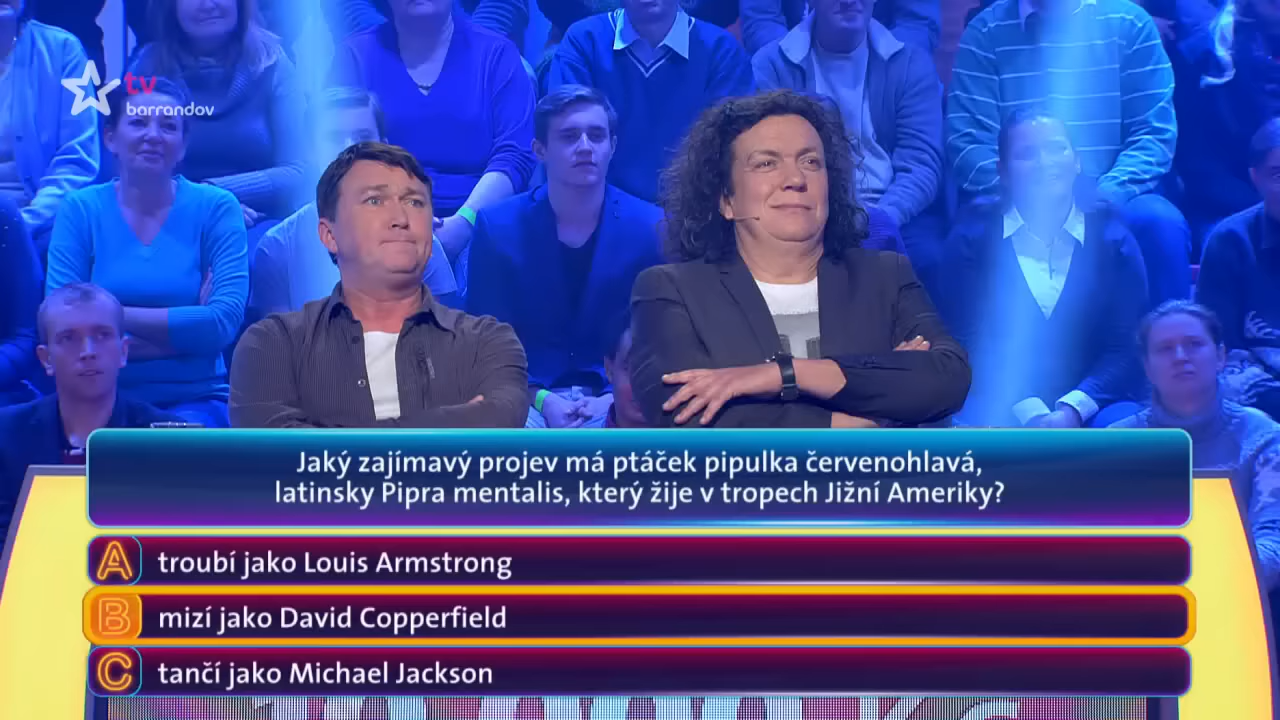 tv
barrandov
Jaký zajímavý projev má ptáček pipulka červenohlavá,
latinsky Pipra mentalis, který žije v tropech Jižní Ameriky?
A troubí jako Louis Armstrong
B mizí jako David Copperfield
C tančí jako Michael Jackson